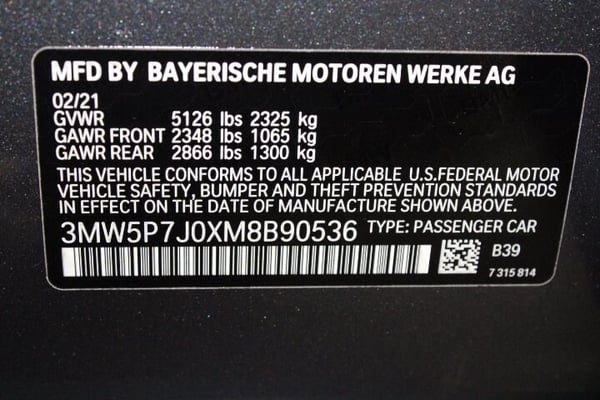 MFD BY BAYERISCHE MOTOREN WERKE AG
02/21
GVWR 5126 lbs 2325 kg
GAWR FRONT 2348 lbs 1065 kg
GAWR REAR 2866 lbs 1300 kg
THIS VEHICLE CONFORMS TO ALL APPLICABLE U.S.FEDERAL MOTOR
VEHICLE SAFETY, BUMPER AND THEFT PREVENTION STANDARDS
IN EFFECT ON THE DATE OF MANUFACTURE SHOWN ABOVE.
3MW5P7J0XM8B90536 TYPE: PASSENGER CAR
B39
7 315 814